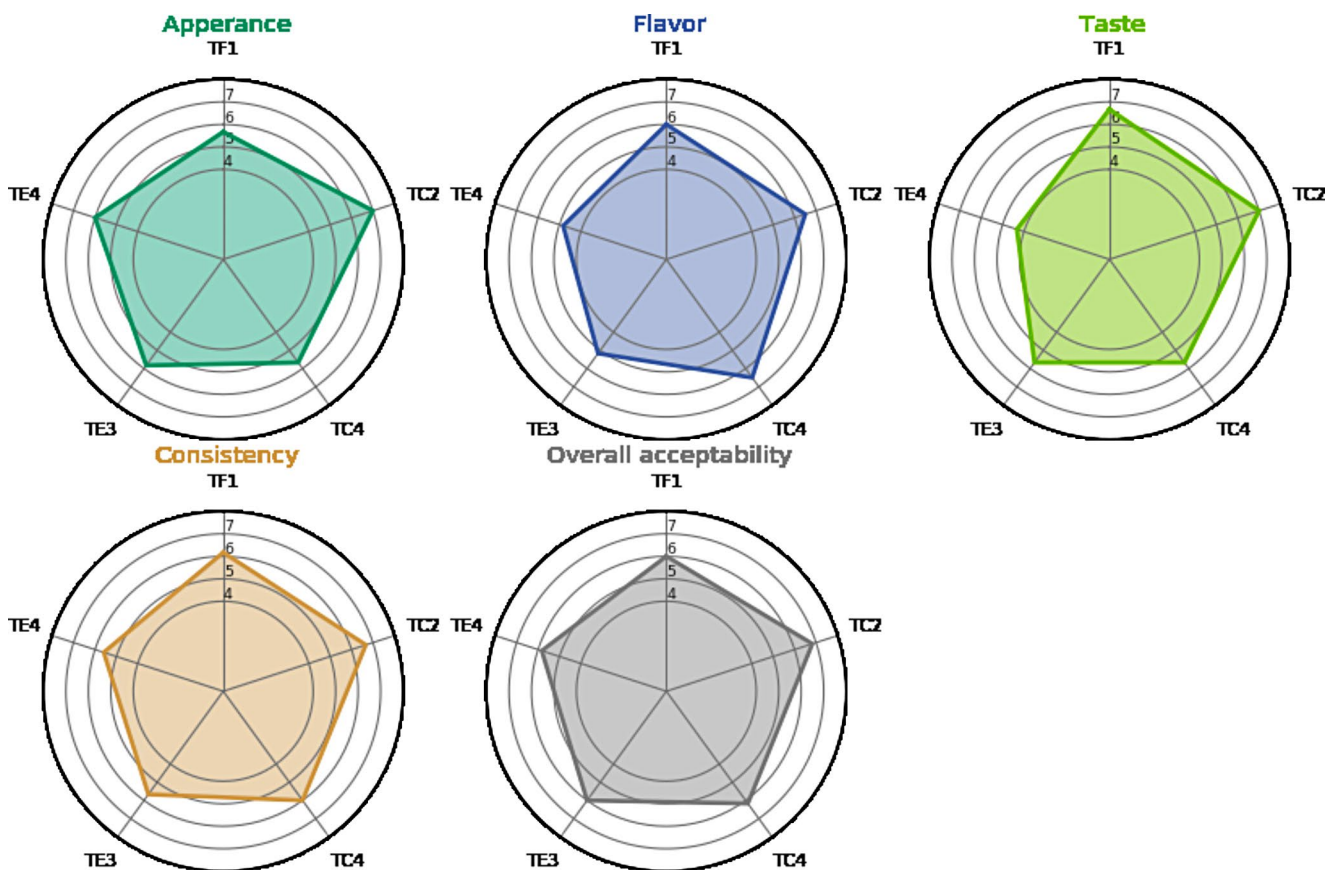 Apperance
TF1
7
6
5
4
TE4
TC2
TE3
TC4
Flavor
TF1
7
6
5
4
TE4
TC2
TE3
TC4
Taste
TF1
7
6
5
4
TE4
TC2
TE3
TC4
Consistency
TF1
7
6
5
4
TE4
TC2
TE3
TC4
Overall acceptability
TF1
7
6
5
4
TE4
TC2
TE3
TC4